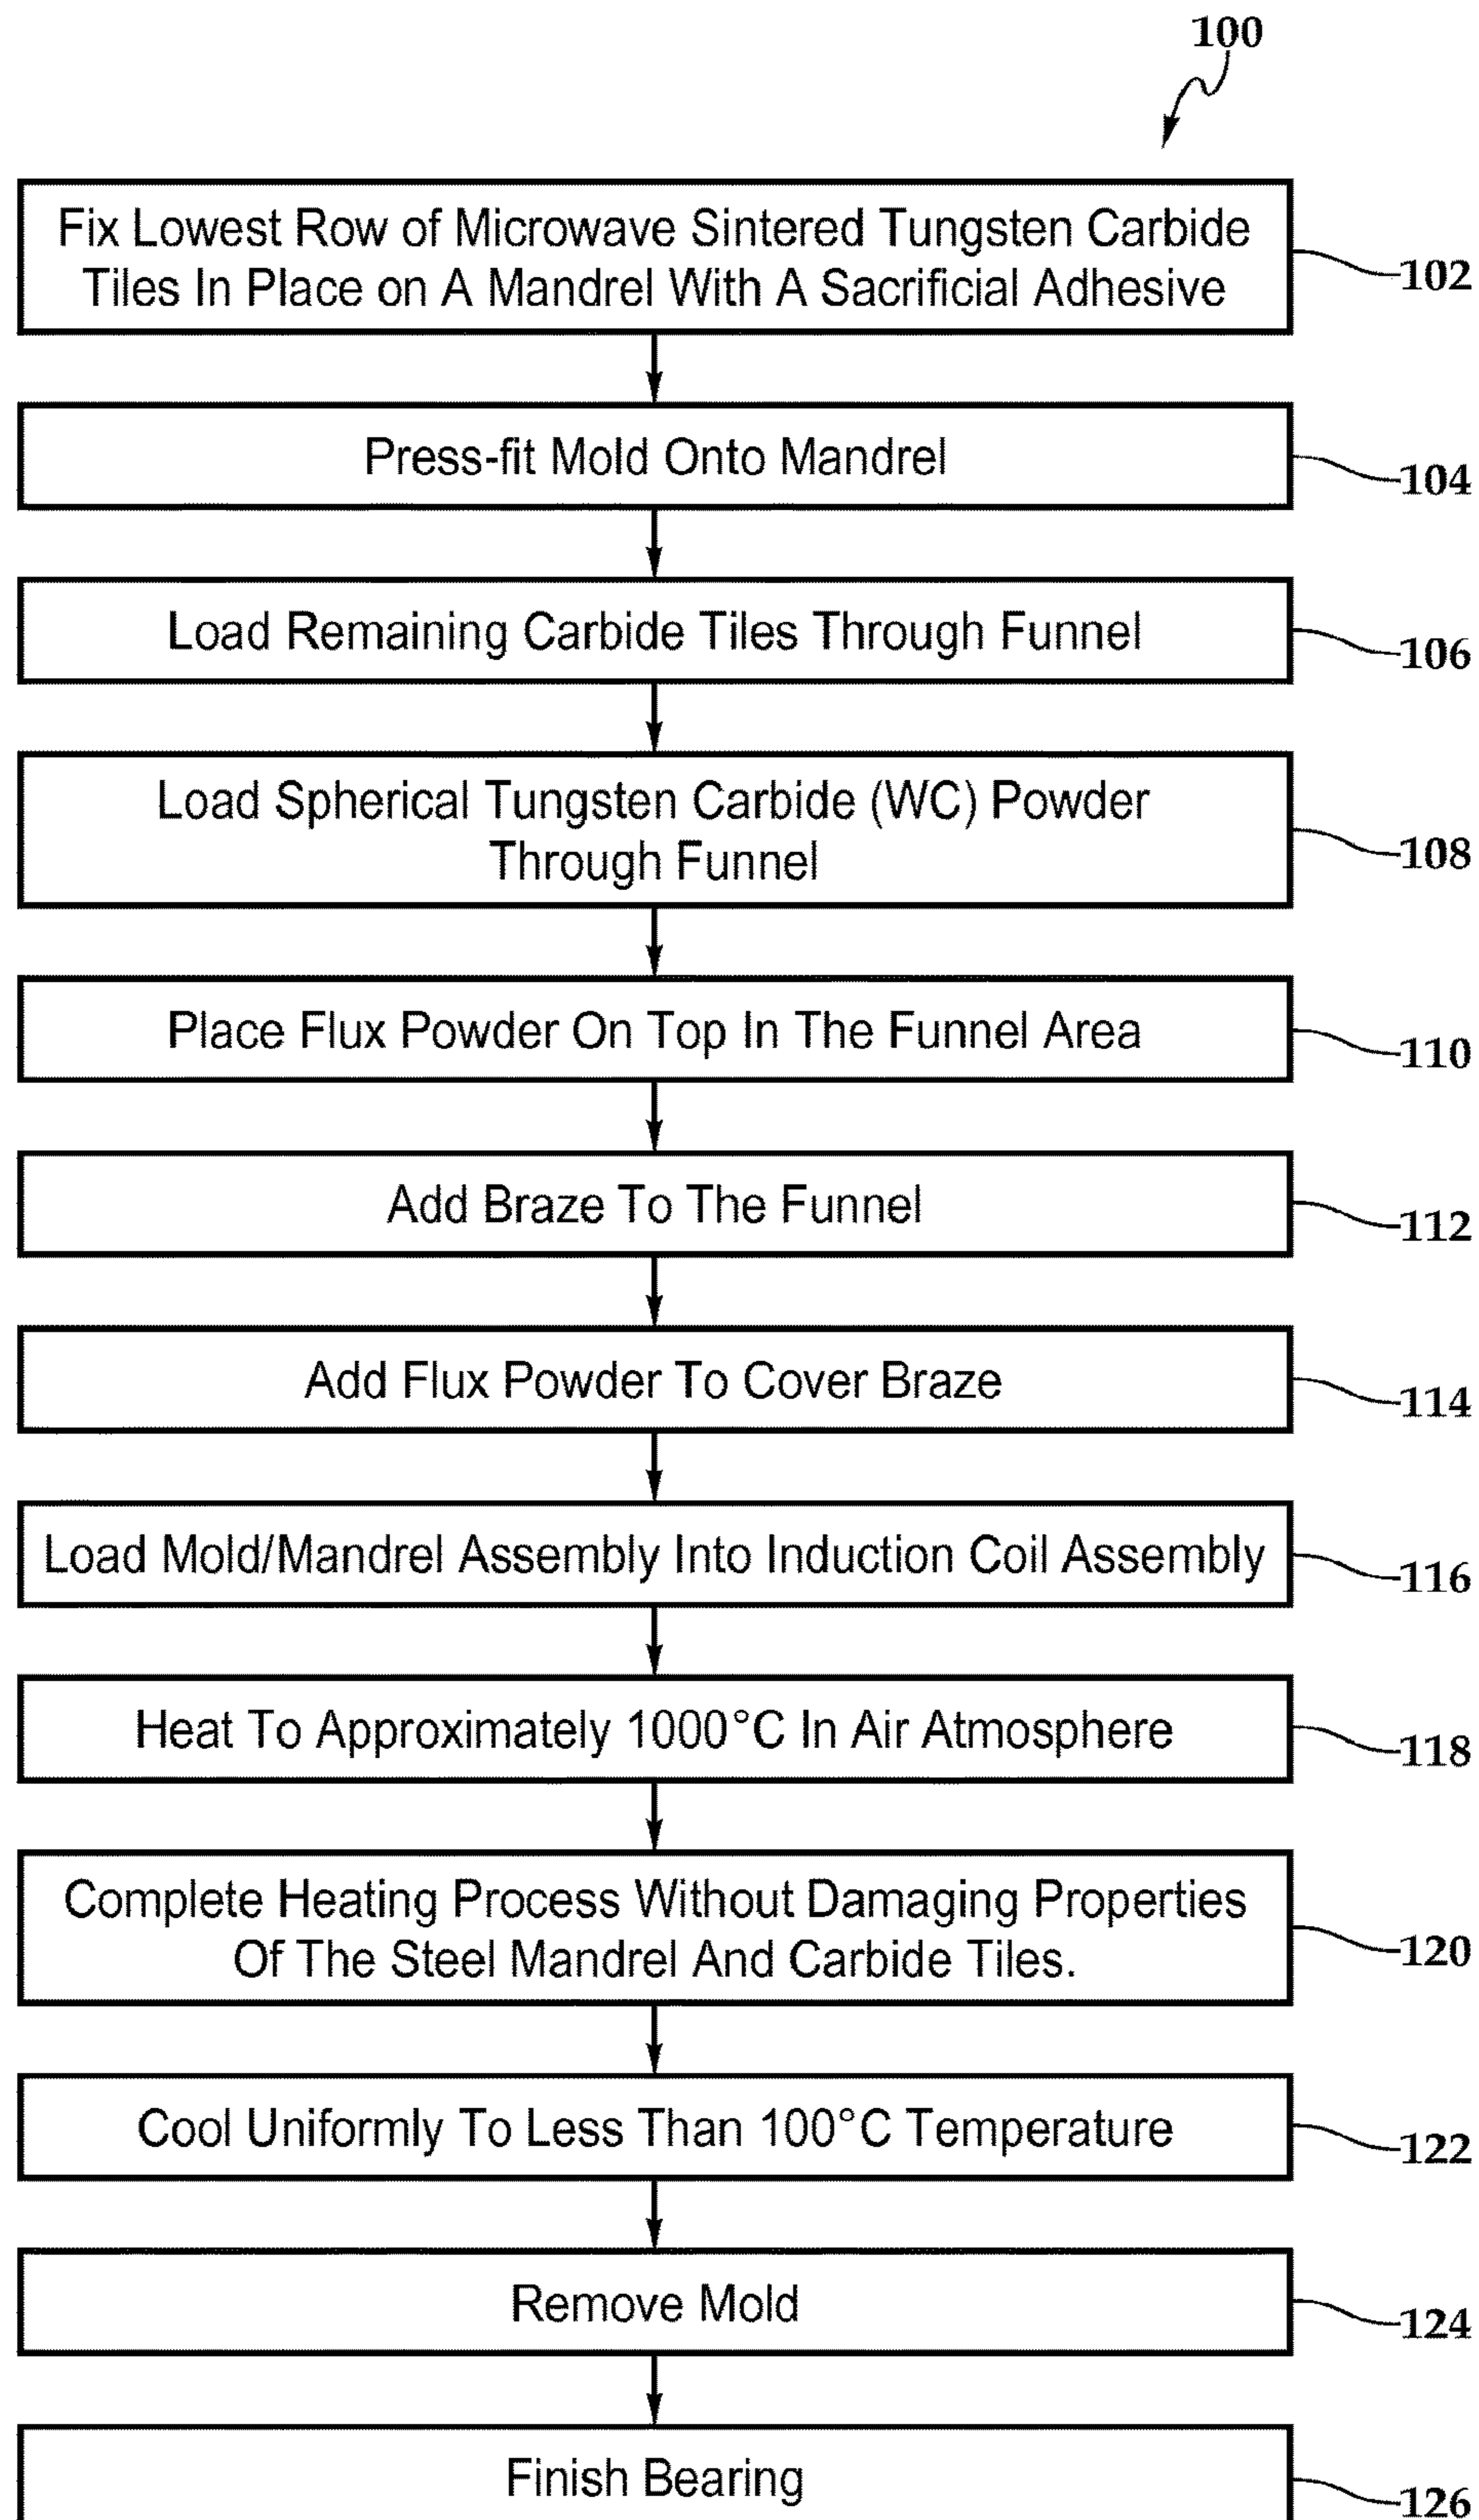 100
Fix Lowest Row of Microwave Sintered Tungsten Carbide
Tiles In Place on A Mandrel With A Sacrificial Adhesive
102
Press-fit Mold Onto Mandrel
104
Load Remaining Carbide Tiles Through Funnel
106
Load Spherical Tungsten Carbide (WC) Powder
Through Funnel
108
Place Flux Powder On Top In The Funnel Area
110
Add Braze To The Funnel
112
Add Flux Powder To Cover Braze
114
Load Mold/Mandrel Assembly Into Induction Coil Assembly
116
Heat To Approximately 1000°C In Air Atmosphere
118
Complete Heating Process Without Damaging Properties
Of The Steel Mandrel And Carbide Tiles.
120
Cool Uniformly To Less Than 100°C Temperature
122
Remove Mold
124
Finish Bearing
126